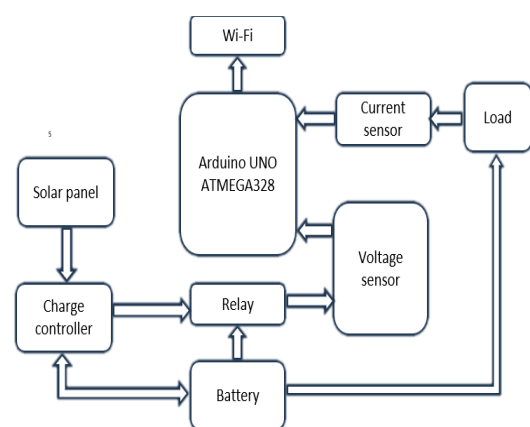 Wi-Fi
Current
sensor
Load
Arduino UNO
ATMEGA328
s
Solar panel
Voltage
sensor
Charge
controller
Relay
Battery